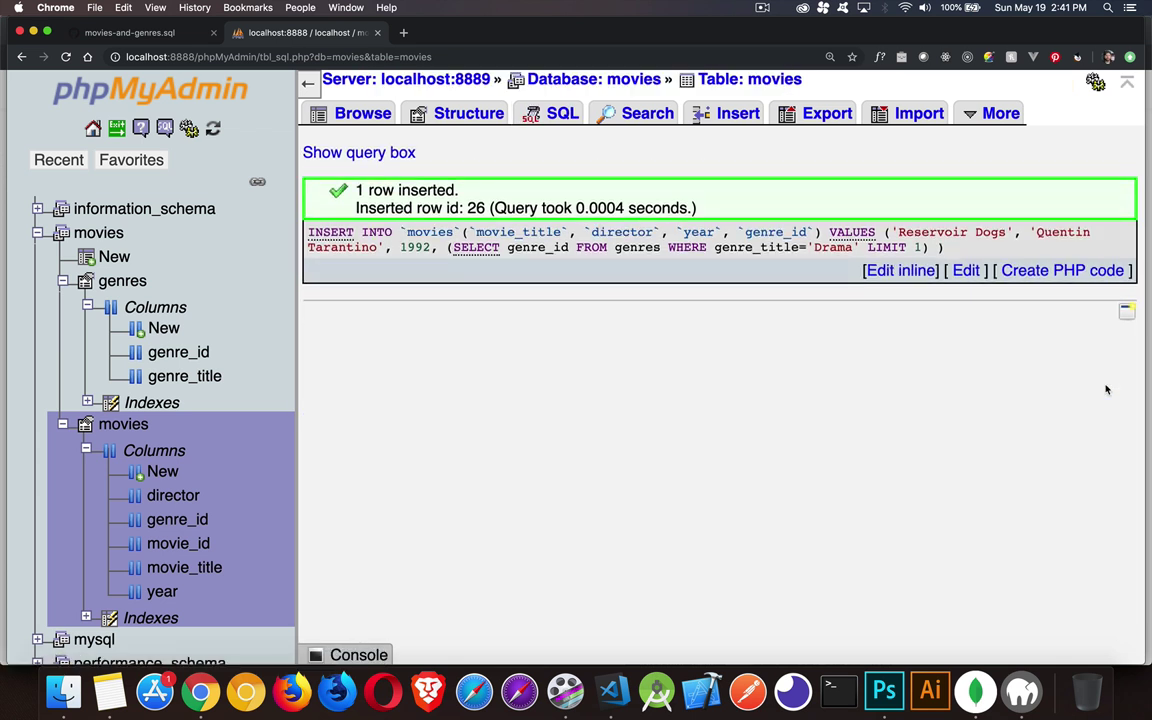 Chrome File Edit View History Bookmarks People Window Help 100% Sun May 19 2:41 PM
movies-and-genres.sql × localhost:8888 / localhost / mo × +
localhost:8888/phpMyAdmin/tbl_sql.php?db=movies&table=movies
phpMyAdmin
Recent Favorites
information_schema
movies
New
genres
Columns
New
genre_id
genre_title
Indexes
movies
Columns
New
director
genre_id
movie_id
movie_title
year
Indexes
mysql
performance_schema
Server: localhost:8889 » Database: movies » Table: movies
Browse Structure SQL Search Insert Export Import More
Show query box
1 row inserted.
Inserted row id: 26 (Query took 0.0004 seconds.)
INSERT INTO `movies`(`movie_title`, `director`, `year`, `genre_id`) VALUES ('Reservoir Dogs', 'Quentin
Tarantino', 1992, (SELECT genre_id FROM genres WHERE genre_title='Drama' LIMIT 1) )
[Edit inline] [ Edit ] [ Create PHP code ]
Console
1
>_
Ps
Ai